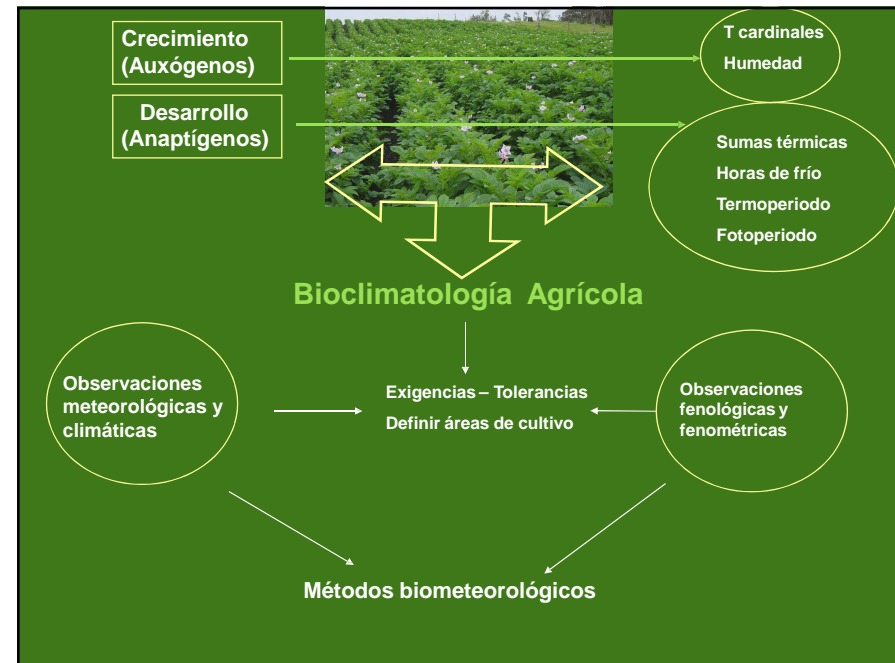 Crecimiento
(Auxógenos)
T cardinales
Humedad
Desarrollo
(Anaptígenos)
Sumas térmicas
Horas de frío
Termoperiodo
Fotoperiodo
Bioclimatología Agrícola
Observaciones
meteorológicas y
climáticas
Exigencias – Tolerancias
Definir áreas de cultivo
Observaciones
fenológicas y
fenométricas
Métodos biometeorológicos